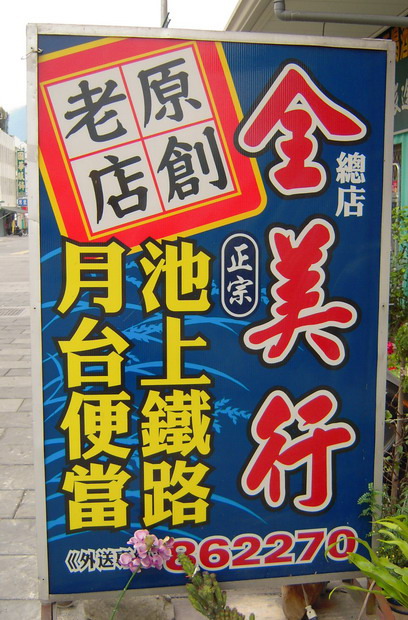 全美行
總店
正宗
原創
老店
池上鐵路
月台便當
《外送 862270